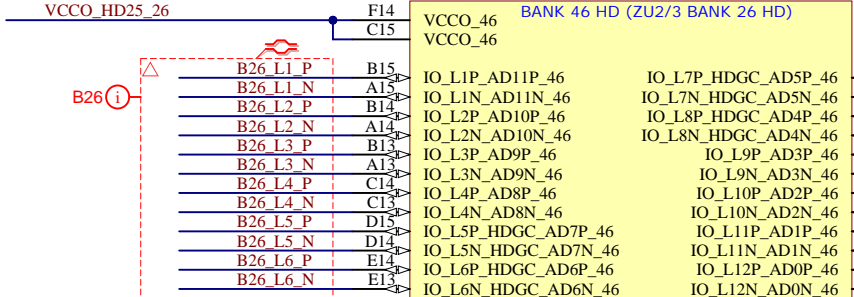 VCCO_HD25_26 F14 VCCO_46 BANK 46 HD (ZU2/3 BANK 26 HD)
C15 VCCO_46
B26 i
B26_L1_P B15 IO_L1P_AD11P_46 IO_L7P_HDGC_AD5P_46
B26_L1_N A15 IO_L1N_AD11N_46 IO_L7N_HDGC_AD5N_46
B26_L2_P B14 IO_L2P_AD10P_46 IO_L8P_HDGC_AD4P_46
B26_L2_N A14 IO_L2N_AD10N_46 IO_L8N_HDGC_AD4N_46
B26_L3_P B13 IO_L3P_AD9P_46 IO_L9P_AD3P_46
B26_L3_N A13 IO_L3N_AD9N_46 IO_L9N_AD3N_46
B26_L4_P C14 IO_L4P_AD8P_46 IO_L10P_AD2P_46
B26_L4_N C13 IO_L4N_AD8N_46 IO_L10N_AD2N_46
B26_L5_P D15 IO_L5P_HDGC_AD7P_46 IO_L11P_AD1P_46
B26_L5_N D14 IO_L5N_HDGC_AD7N_46 IO_L11N_AD1N_46
B26_L6_P E14 IO_L6P_HDGC_AD6P_46 IO_L12P_AD0P_46
B26_L6_N E13 IO_L6N_HDGC_AD6N_46 IO_L12N_AD0N_46